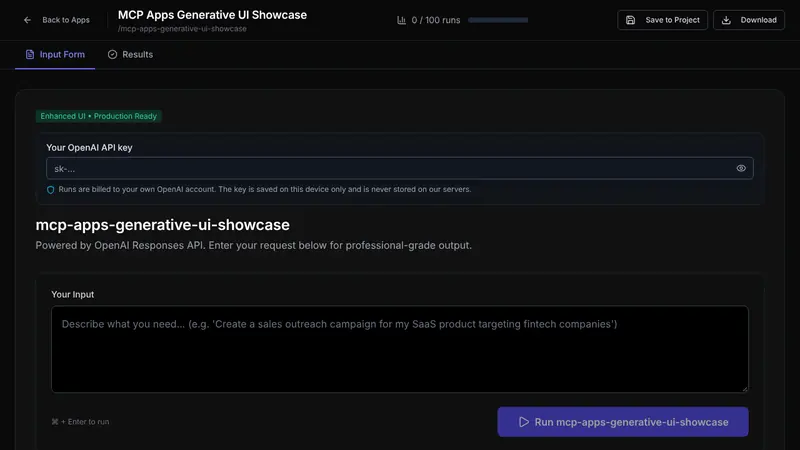 Back to Apps
MCP Apps Generative UI Showcase
/mcp-apps-generative-ui-showcase
0 / 100 runs
Save to Project
Download
Input Form
Results
Enhanced UI • Production Ready
Your OpenAI API key
sk-...
Runs are billed to your own OpenAI account. The key is saved on this device only and is never stored on our servers.
mcp-apps-generative-ui-showcase
Powered by OpenAI Responses API. Enter your request below for professional-grade output.
Your Input
Describe what you need... (e.g. 'Create a sales outreach campaign for my SaaS product targeting fintech companies')
⌘ + Enter to run
Run mcp-apps-generative-ui-showcase